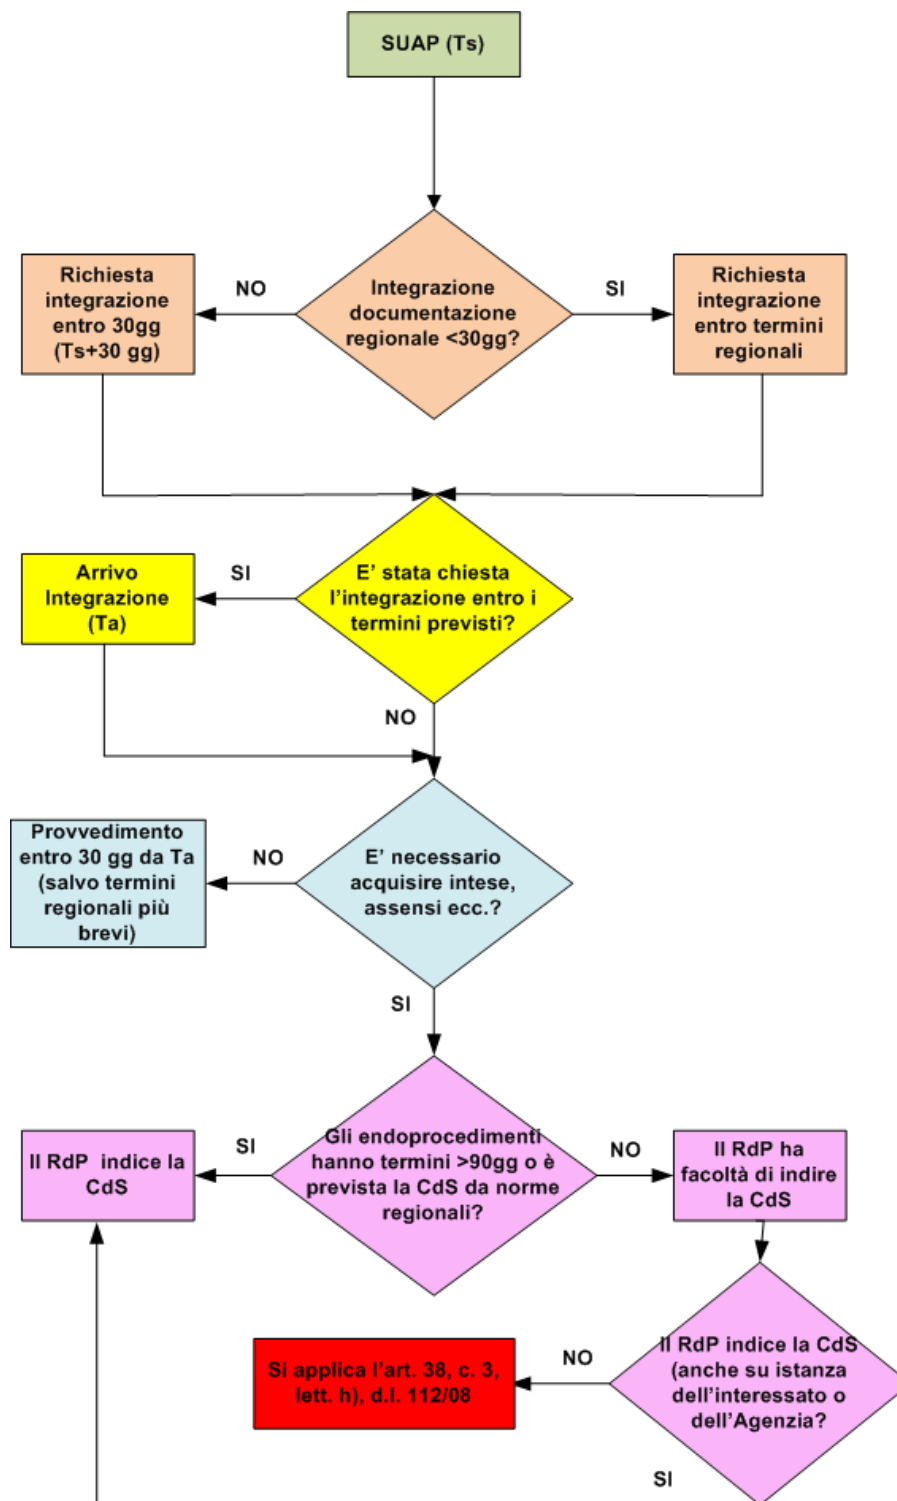 SUAP (Ts)
Richiesta
integrazione
entro 30gg
(Ts+30 gg)
NO
Integrazione
documentazione
regionale <30gg?
SI
Richiesta
integrazione
entro termini
regionali
Arrivo
Integrazione
(Ta)
SI
E' stata chiesta
l'integrazione entro i
termini previsti?
NO
Provvedimento
entro 30 gg da Ta
(salvo termini
regionali più
brevi)
NO
E' necessario
acquisire intese,
assensi ecc.?
SI
Il RdP indice la
CdS
SI
Gli endoprocedimenti
hanno termini >90gg o è
prevista la CdS da norme
regionali?
NO
Il RdP ha
facoltà di indire
la CdS
Si applica l'art. 38, c. 3,
lett. h), d.l. 112/08
NO
Il RdP indice la CdS
(anche su istanza
dell'interessato o
dell'Agenzia?
SI